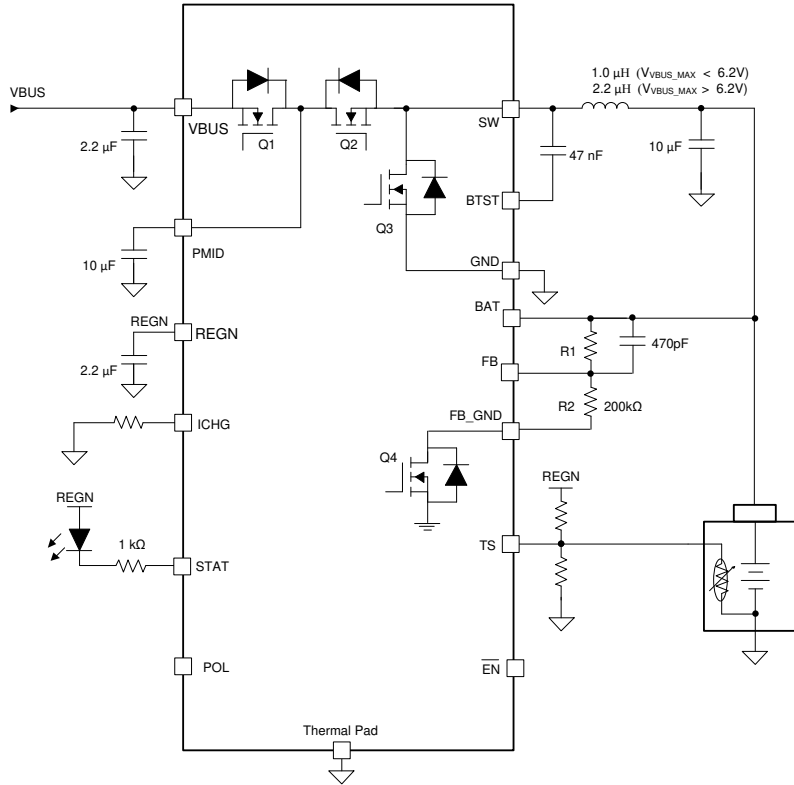 1.0 µH (VVBUS_MAX < 6.2V)
2.2 µH (VVBUS_MAX > 6.2V)
VBUS
VBUS
Q1
Q2
SW
2.2 µF
47 nF
10 µF
BTST
Q3
PMID
10 µF
GND
BAT
REGN
REGN
R1
470pF
FB
2.2 µF
R2
200kΩ
FB_GND
ICHG
Q4
REGN
REGN
1 kΩ
STAT
TS
POL
EN
Thermal Pad